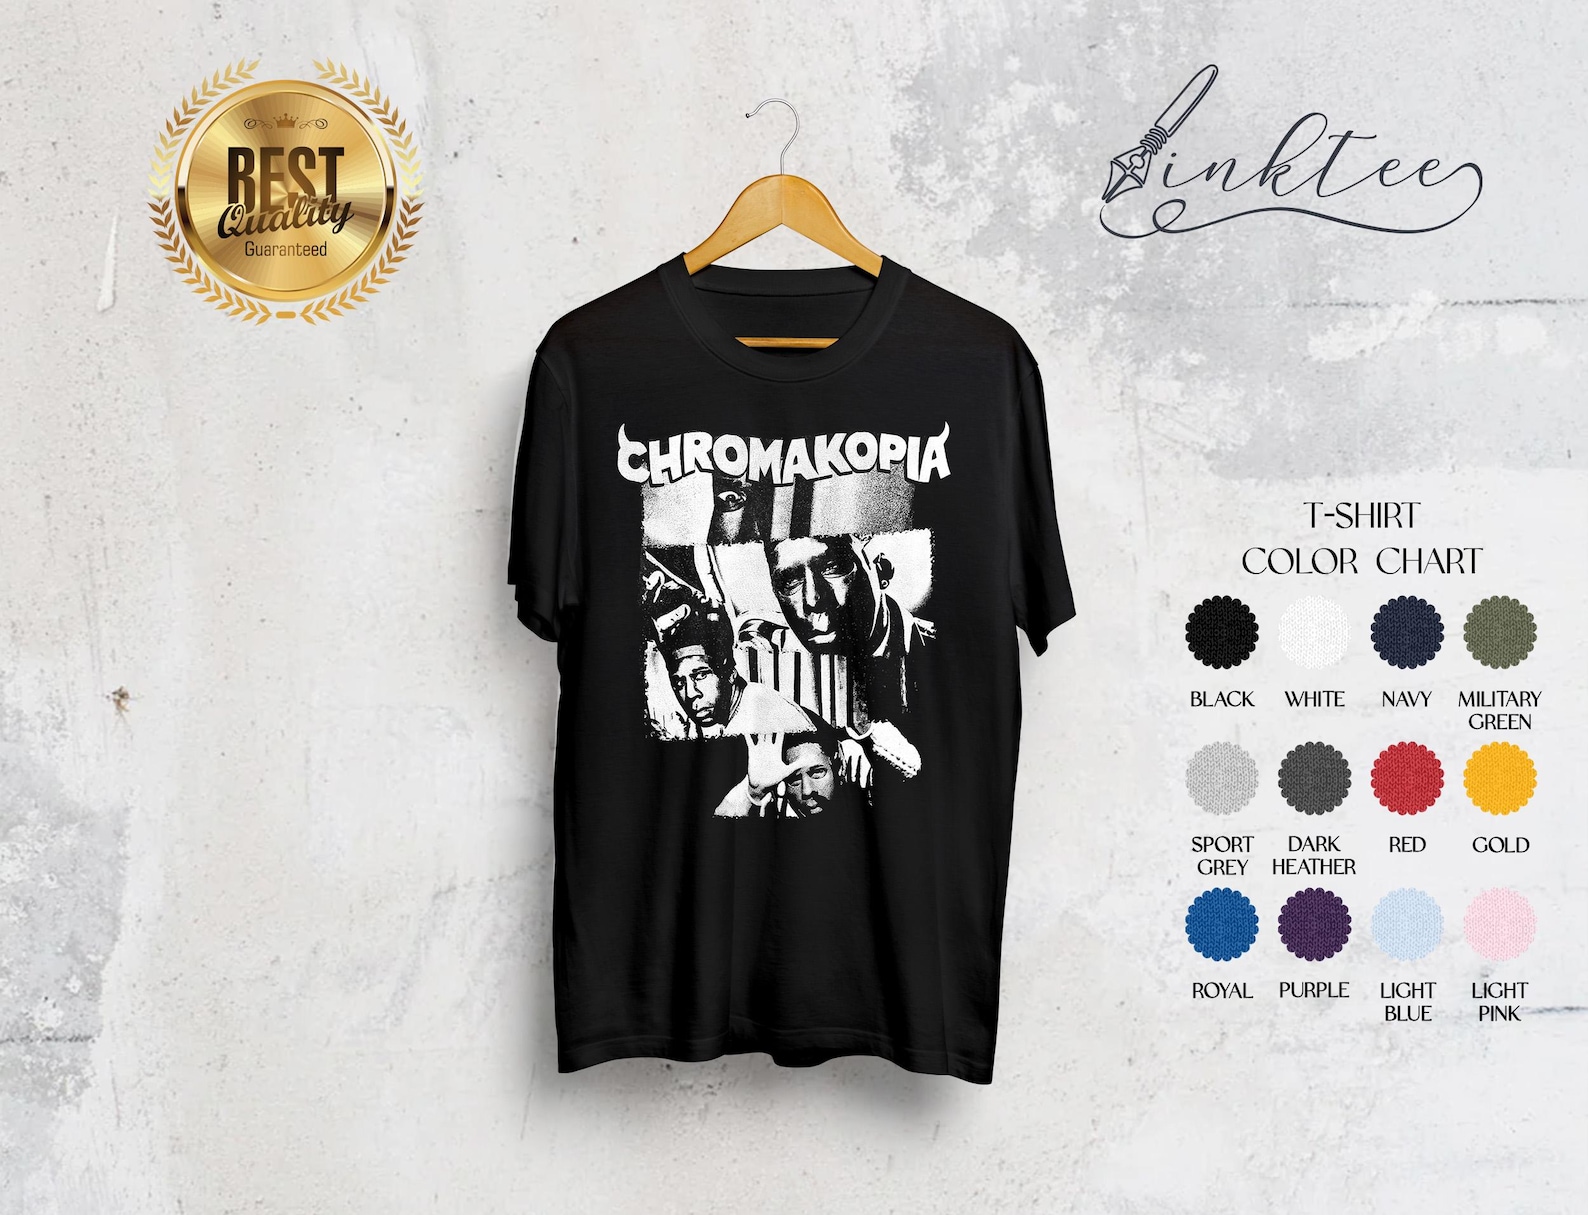 BEST
Quality
Guaranteed
inktee
CHROMAKOPIA
T-SHIRT
COLOR CHART
BLACK
WHITE
NAVY
MILITARY
GREEN
SPORT
GREY
DARK
HEATHER
RED
GOLD
ROYAL
PURPLE
LIGHT
BLUE
LIGHT
PINK